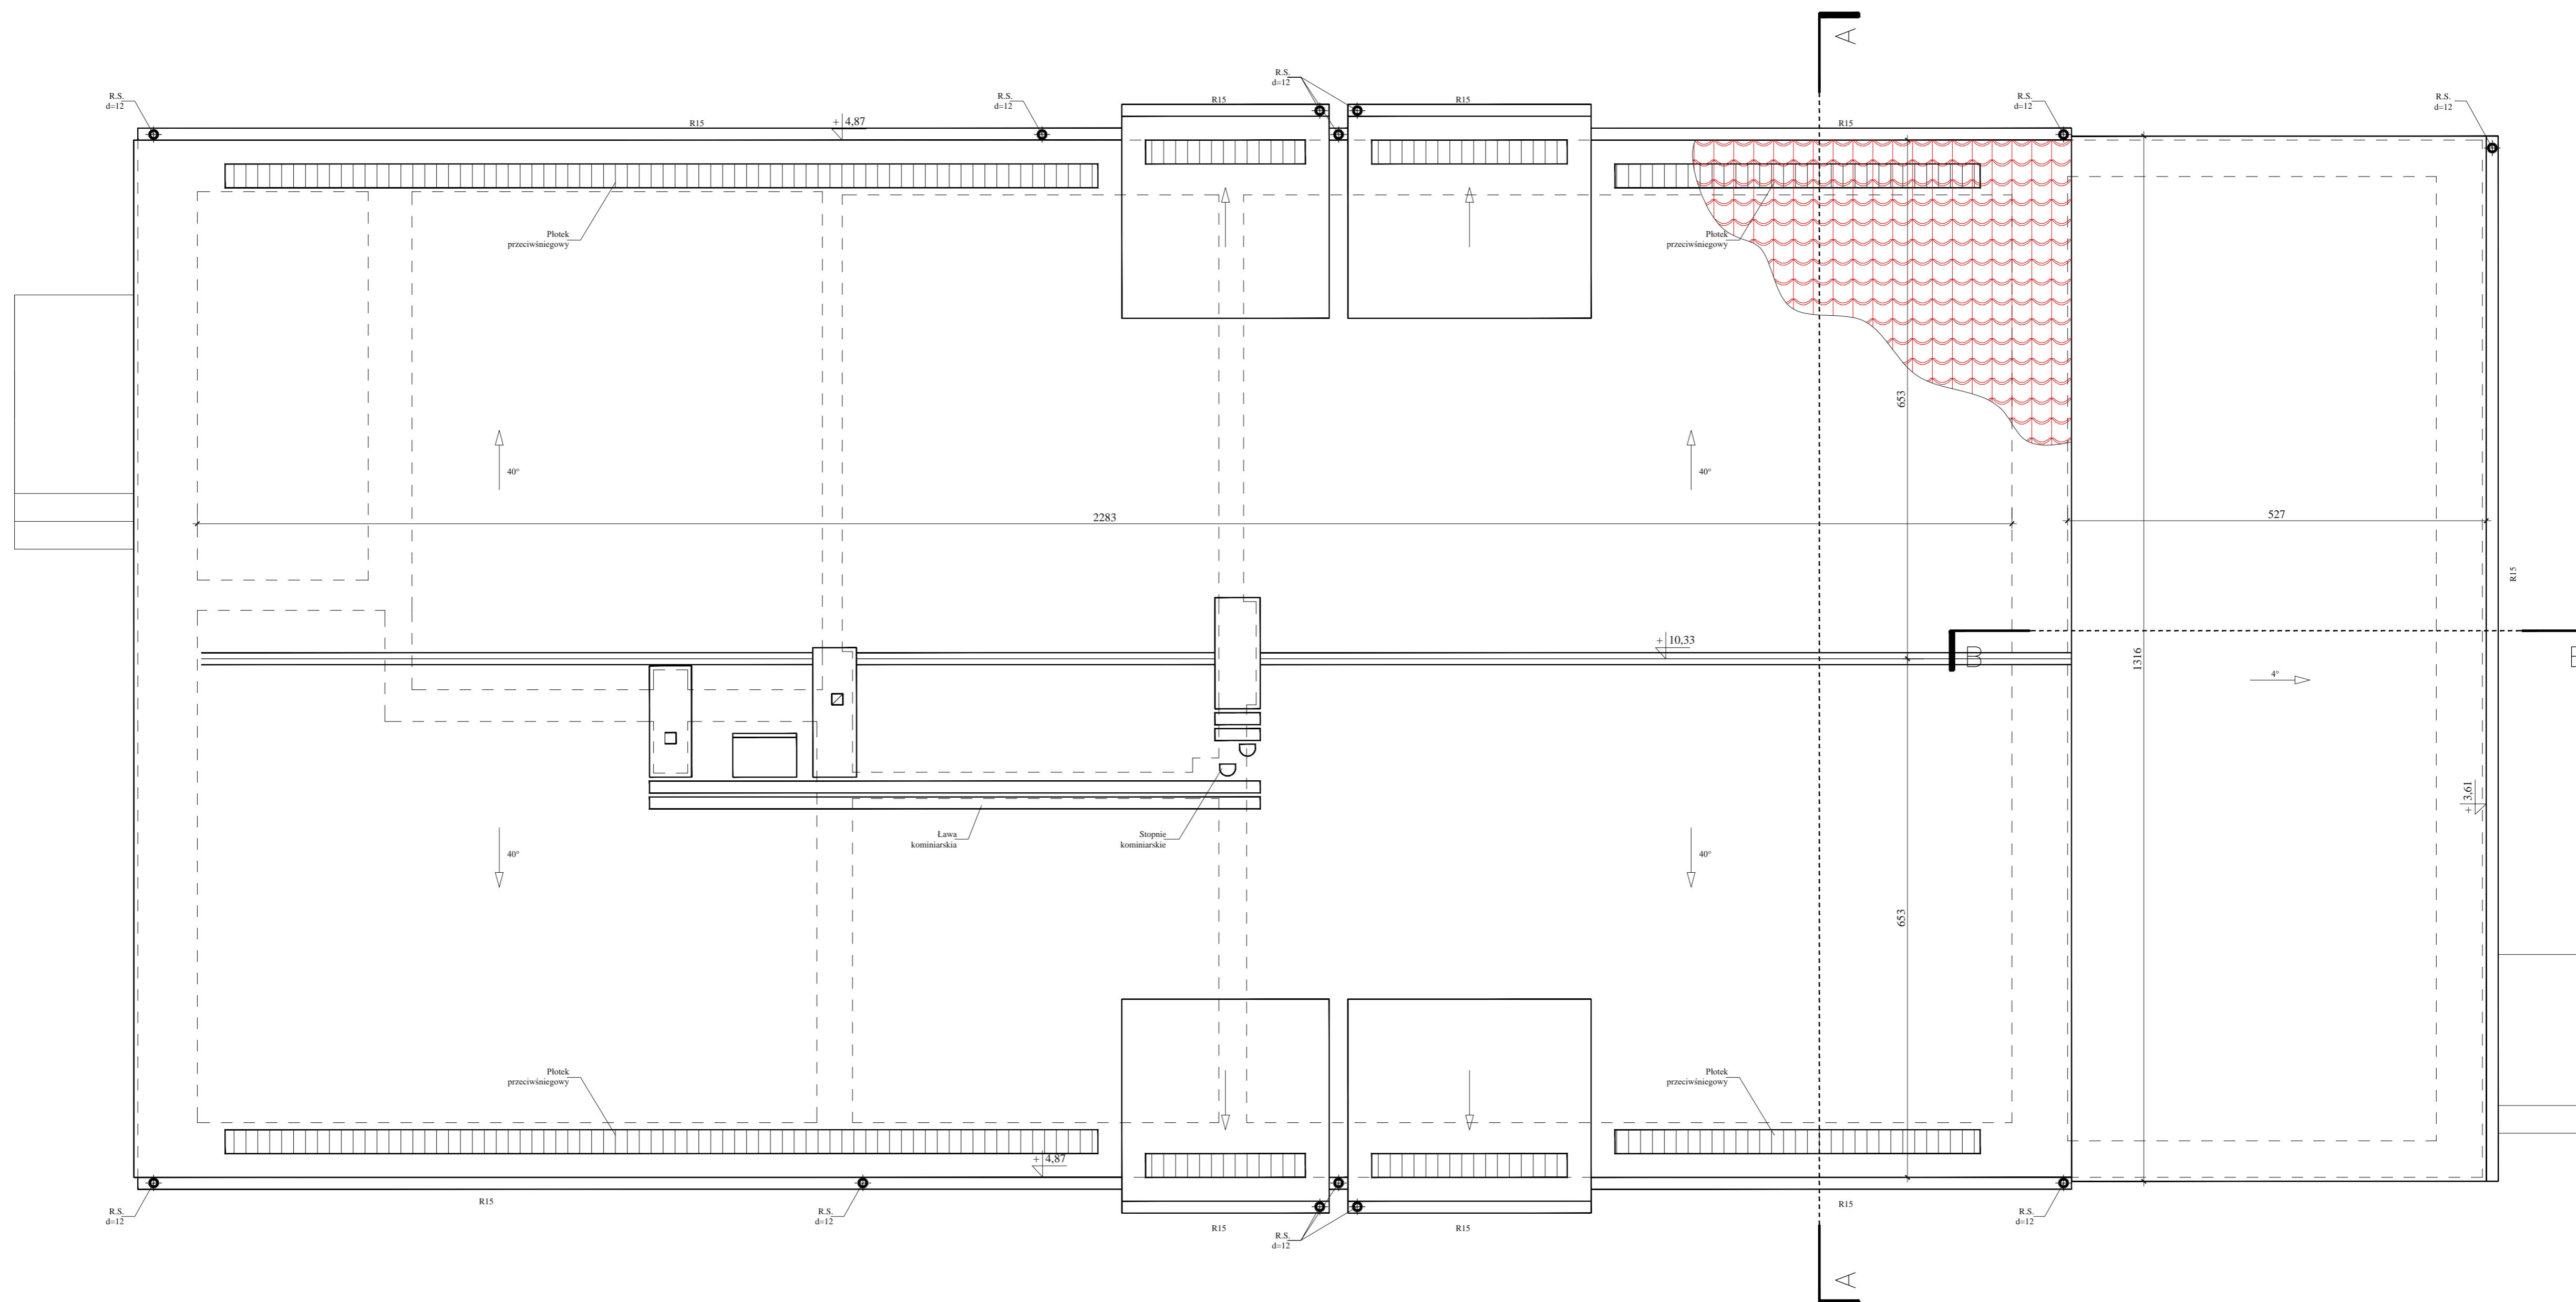 A
R.S.
d=12
R.S.
d=12
R.S.
d=12
R.S.
d=12
R.S.
d=12
R15
R15
R15
R15
+ 4,87
Płotek
przeciwśniegowy
Płotek
przeciwśniegowy
653
40°
40°
2283
527
R15
+ 10,33
B
1316
4°
+ 3,61
Ława
kominiarskia
Stopnie
kominiarskie
40°
40°
653
Płotek
przeciwśniegowy
Płotek
przeciwśniegowy
+ 4,87
R15
R15
R15
R15
R.S.
d=12
R.S.
d=12
R.S.
d=12
R.S.
d=12
A